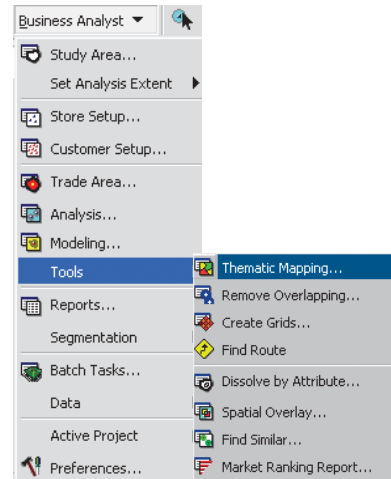 Business Analyst
Study Area...
Set Analysis Extent
Store Setup...
Customer Setup...
Trade Area...
Analysis...
Modeling...
Tools
Reports...
Segmentation
Batch Tasks...
Data
Active Project
Preferences...
Thematic Mapping...
Remove Overlapping...
Create Grids...
Find Route
Dissolve by Attribute...
Spatial Overlay...
Find Similar...
Market Ranking Report...